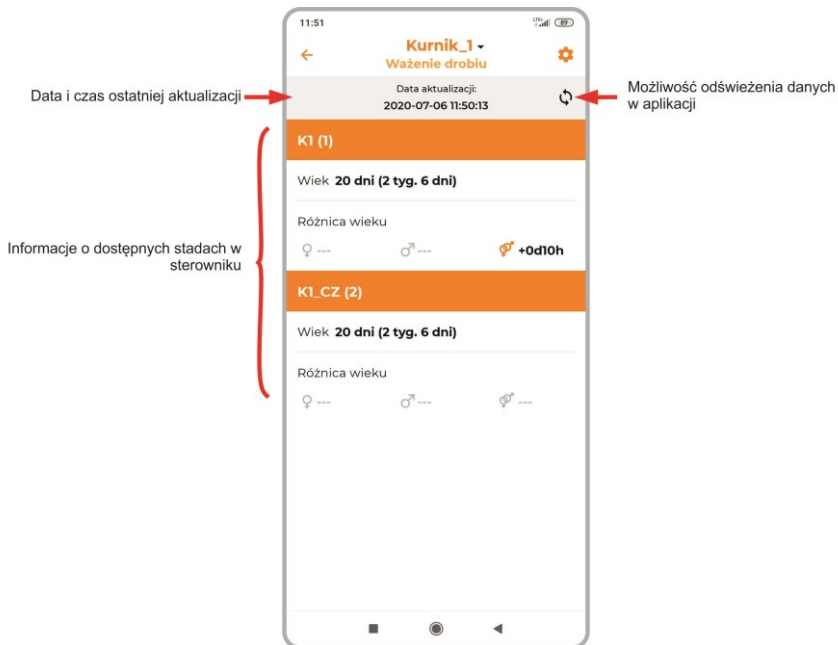 11:51
LTE+
89
Kurnik_1
Ważenie drobiu
Data i czas ostatniej aktualizacji
Data aktualizacji:
2020-07-06 11:50:13
Możliwość odświeżenia danych
w aplikacji
K1 (1)
Wiek 20 dni (2 tyg. 6 dni)
Różnica wieku
♀ --- ♂ --- ⚤ +0d10h
Informacje o dostępnych stadach w
sterowniku
K1_CZ (2)
Wiek 20 dni (2 tyg. 6 dni)
Różnica wieku
♀ --- ♂ --- ⚤ ---